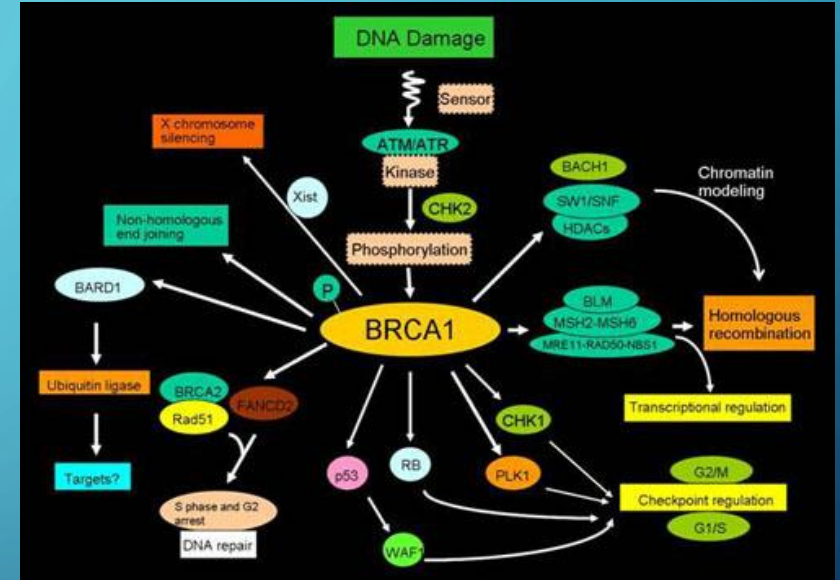 DNA Damage
Sensor
ATM/ATR
Kinase
CHK2
Phosphorylation
X chromosome
silencing
Xist
Non-homologous
end joining
BARD1
P
BRCA1
BACH1
SW1/SNF
HDACs
Chromatin
modeling
BLM
MSH2-MSH6
MRE11-RAD50-NBS1
Homologous
recombination
Transcriptional regulation
Ubiquitin ligase
Targets?
BRCA2
Rad51
FANCD2
S phase and G2
arrest
DNA repair
p53
RB
WAF1
CHK1
PLK1
G2/M
Checkpoint regulation
G1/S